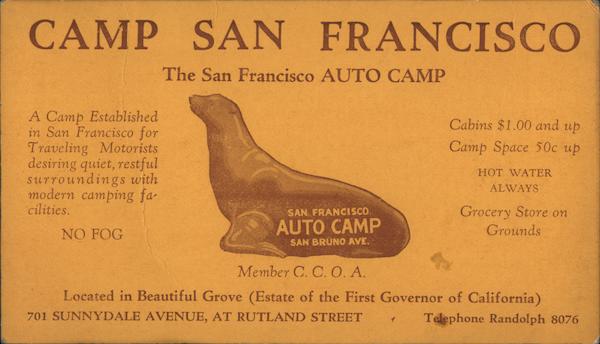 CAMP SAN FRANCISCO
The San Francisco AUTO CAMP
A Camp Established
in San Francisco for
Traveling Motorists
desiring quiet, restful
surroundings with
modern camping fa-
cilities.
NO FOG
SAN FRANCISCO
AUTO CAMP
SAN BRUNO AVE.
Cabins $1.00 and up
Camp Space 50c up
HOT WATER
ALWAYS
Grocery Store on
Grounds
Member C. C. O. A.
Located in Beautiful Grove (Estate of the First Governor of California)
701 SUNNYDALE AVENUE, AT RUTLAND STREET Telephone Randolph 8076